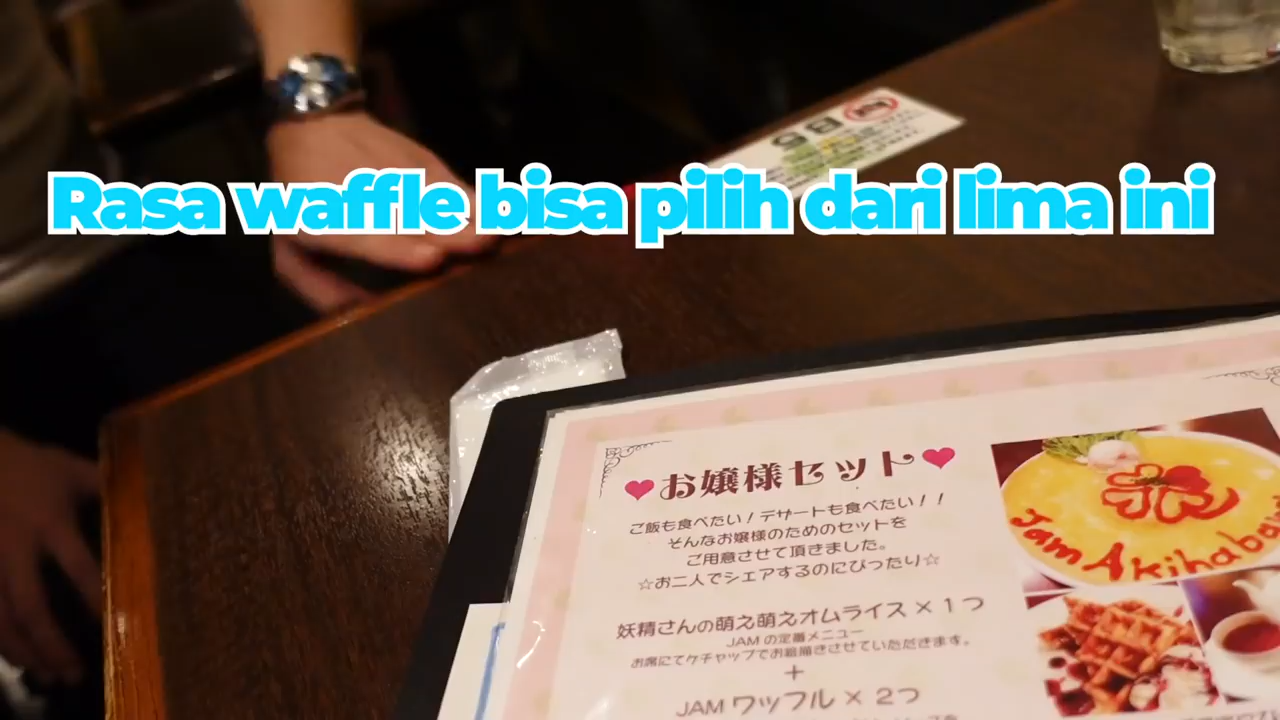 Rasa waffle bisa pilih dari lima ini
お嬢様セット
ご飯も食べたい！デザートも食べたい！！
そんなお嬢様のためのセットを
ご用意させて頂きました。
☆お二人でシェアするのにぴったり☆
妖精さんの萌え萌えオムライス×１つ
JAMの定番メニュー
お席にてケチャップでお絵描きさせていただきます。
+
JAMワッフル×２つ
Jam Akihabara